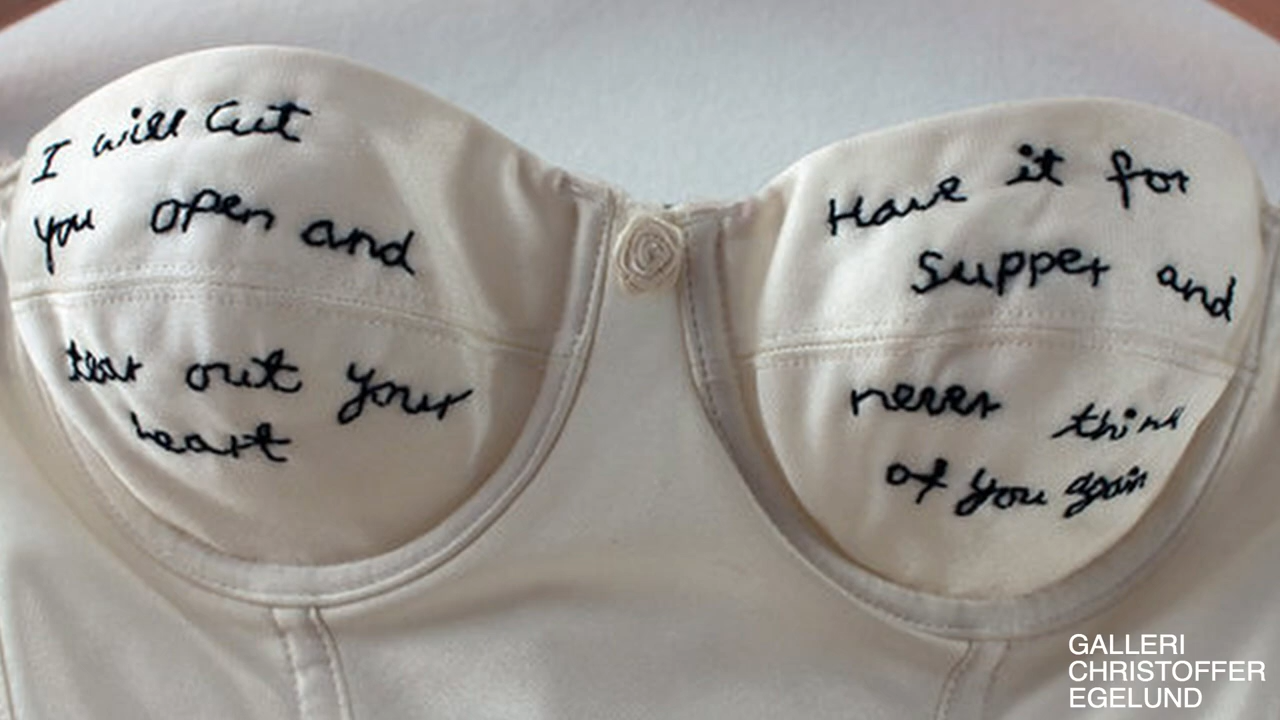 I will cut
you open and
tear out your
heart
Have it for
supper and
never think
of you again
GALLERI
CHRISTOFFER
EGELUND